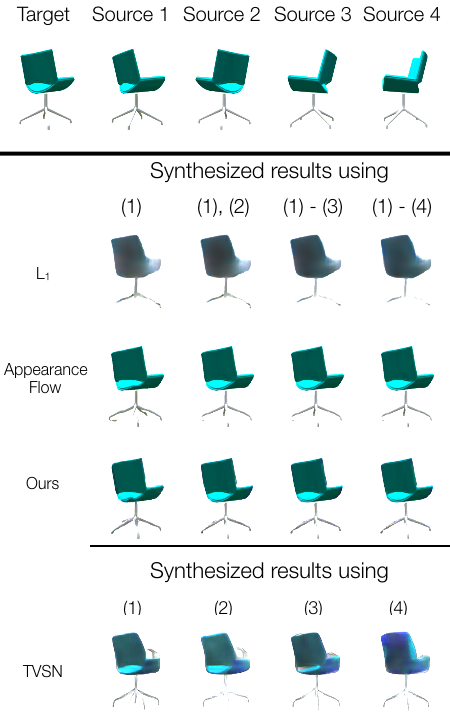 Target Source 1 Source 2 Source 3 Source 4
Synthesized results using
(1) (1), (2) (1) - (3) (1) - (4)
L₁
Appearance
Flow
Ours
Synthesized results using
(1) (2) (3) (4)
TVSN